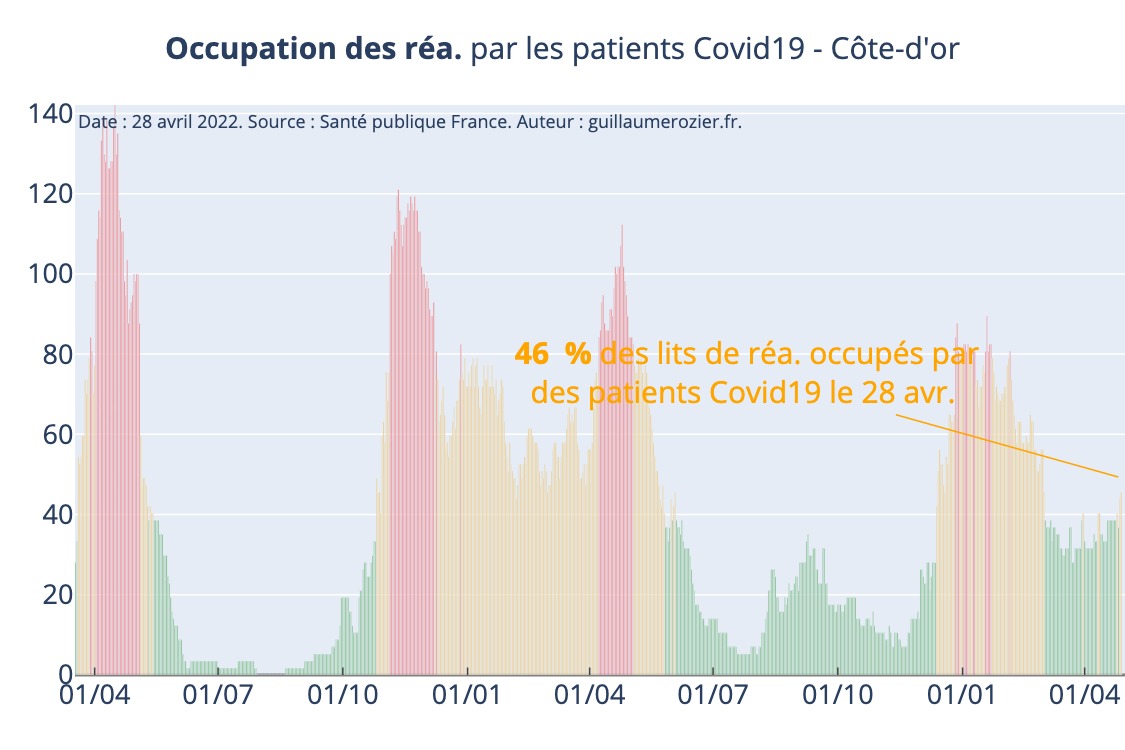 Occupation des réa. par les patients Covid19 - Côte-d'or
140
Date : 28 avril 2022. Source : Santé publique France. Auteur : guillaumerozier.fr.
120
100
80
46 % des lits de réa. occupés par
des patients Covid19 le 28 avr.
60
40
20
0
01/04 01/07 01/10 01/01 01/04 01/07 01/10 01/01 01/04